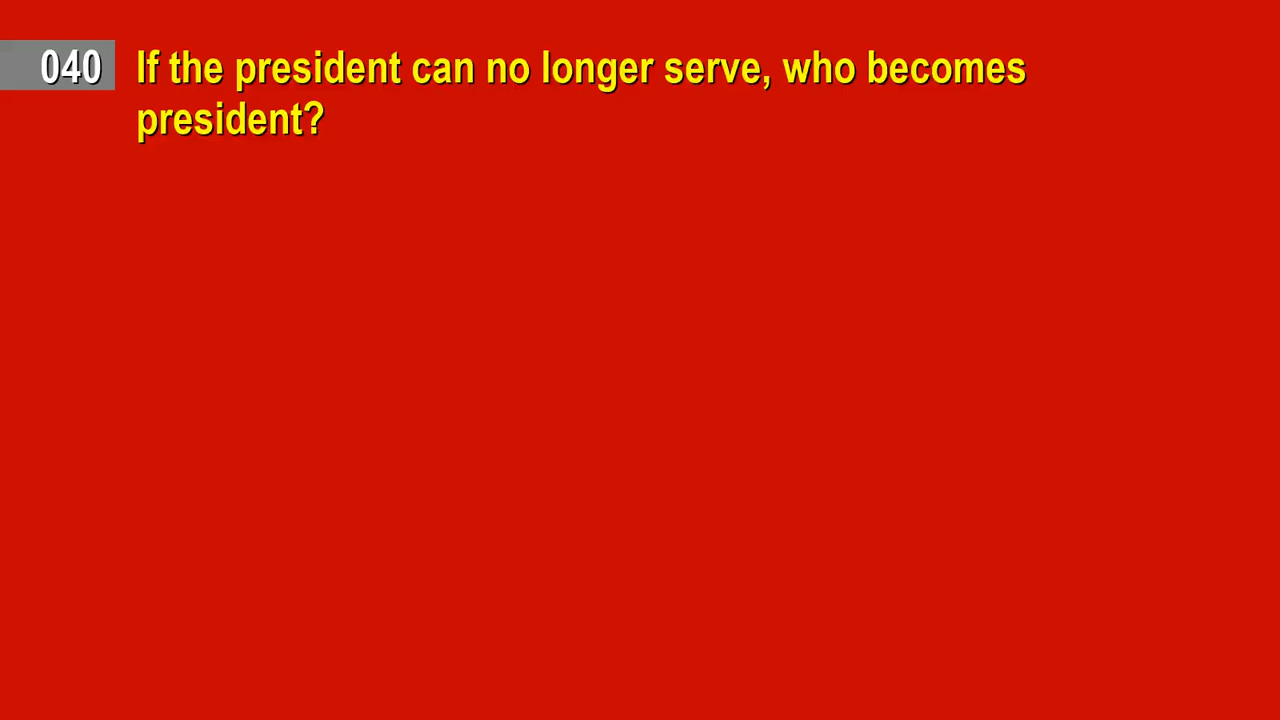 040 If the president can no longer serve, who becomes
president?